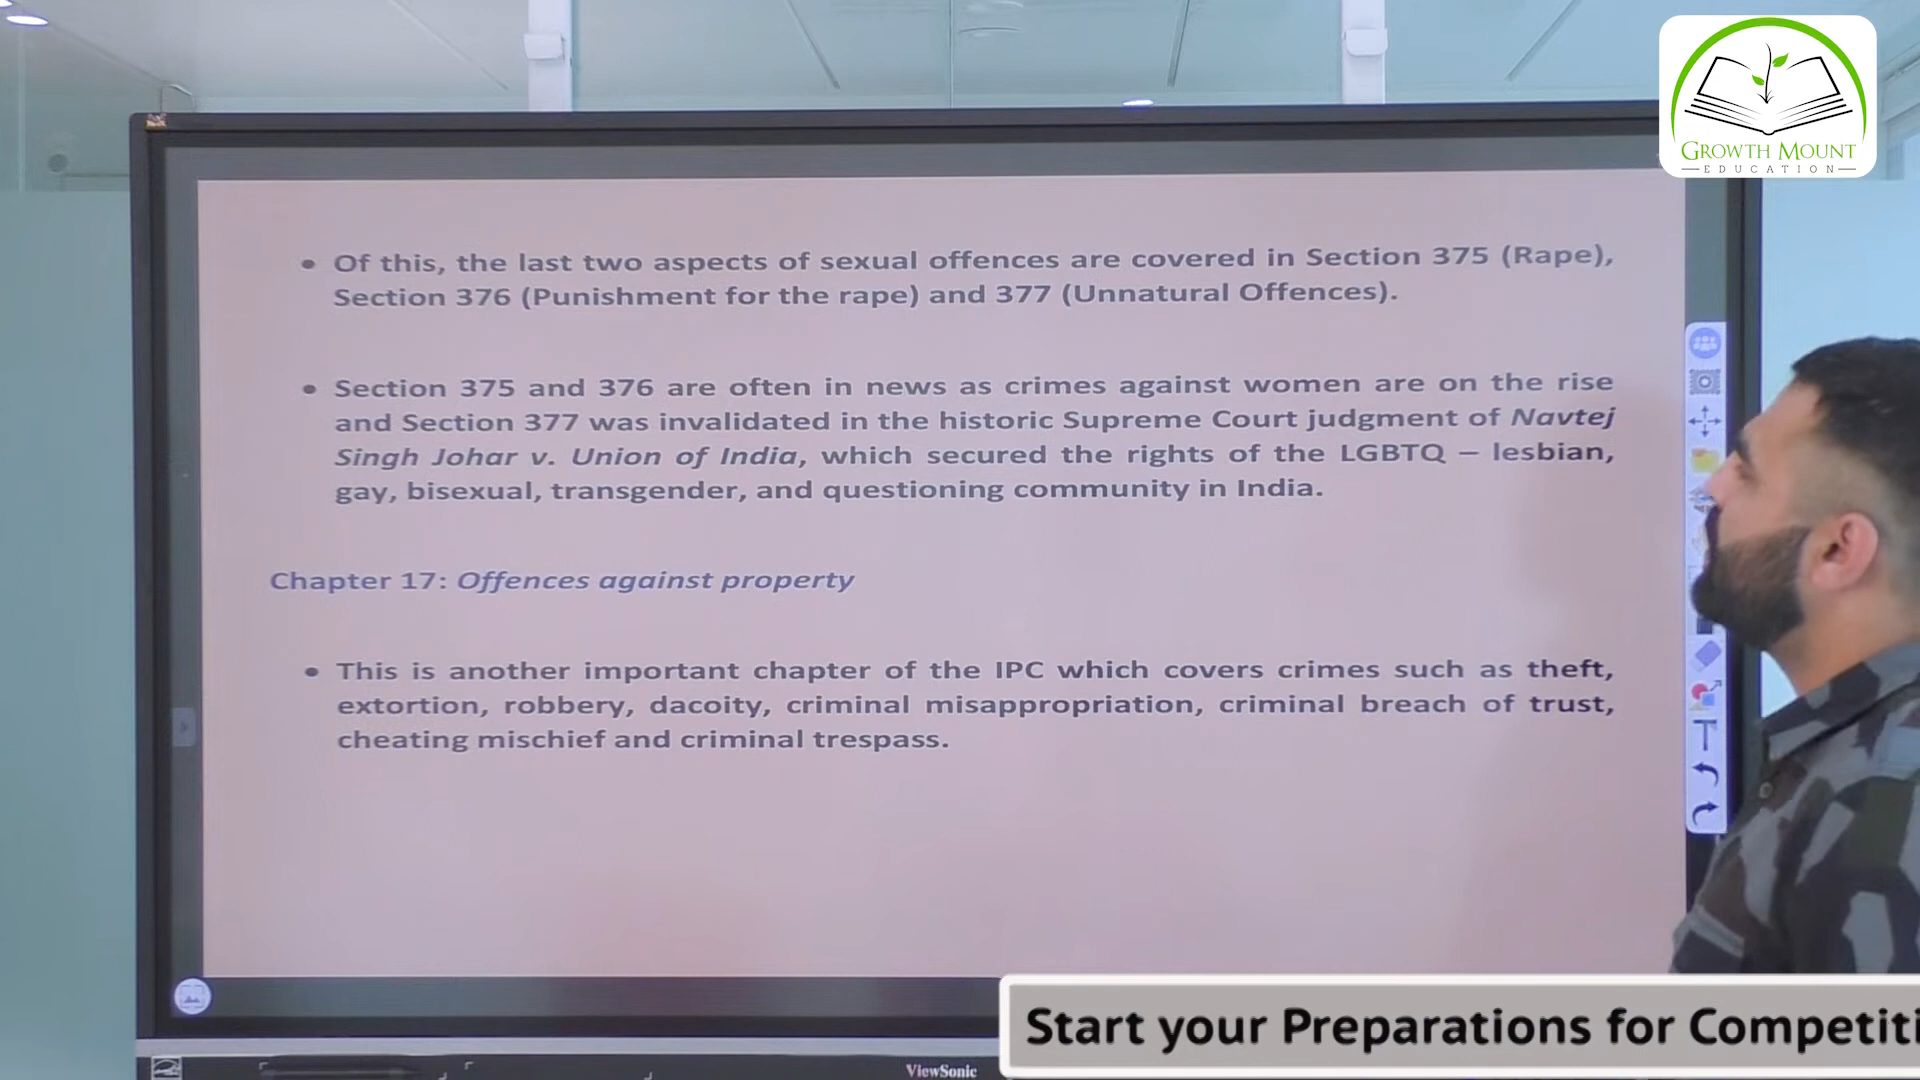 GROWTH MOUNT
EDUCATION
• Of this, the last two aspects of sexual offences are covered in Section 375 (Rape),
Section 376 (Punishment for the rape) and 377 (Unnatural Offences).
• Section 375 and 376 are often in news as crimes against women are on the rise
and Section 377 was invalidated in the historic Supreme Court judgment of Navtej
Singh Johar v. Union of India, which secured the rights of the LGBTQ – lesbian,
gay, bisexual, transgender, and questioning community in India.
Chapter 17: Offences against property
• This is another important chapter of the IPC which covers crimes such as theft,
extortion, robbery, dacoity, criminal misappropriation, criminal breach of trust,
cheating mischief and criminal trespass.
Start your Preparations for Competiti
ViewSonic